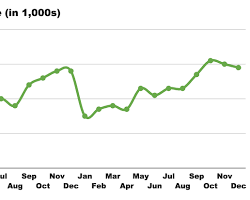 (in 1,000s)
Sep Nov Jan Mar May Jul Sep Nov
Aug Oct Dec Feb Apr Jun Aug Oct Dec